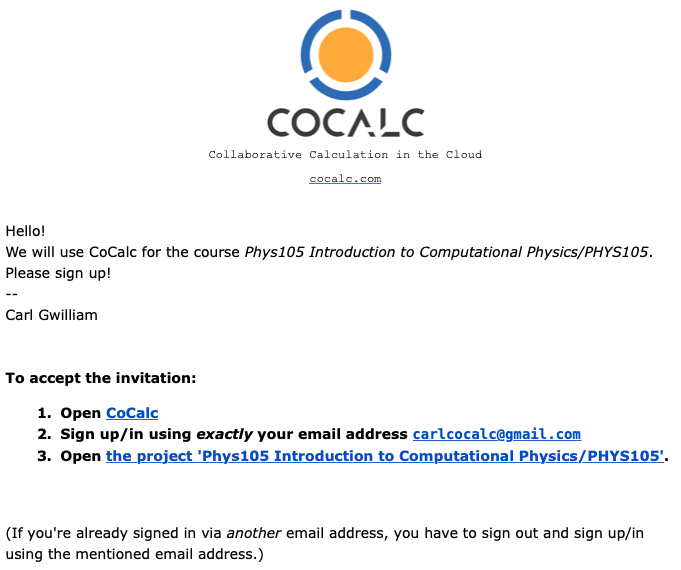 COCALC
Collaborative Calculation in the Cloud
cocalc.com
Hello!
We will use CoCalc for the course Phys105 Introduction to Computational Physics/PHYS105.
Please sign up!
--
Carl Gwilliam
To accept the invitation:
1. Open CoCalc
2. Sign up/in using exactly your email address carlcocalc@gmail.com
3. Open the project 'Phys105 Introduction to Computational Physics/PHYS105'.
(If you're already signed in via another email address, you have to sign out and sign up/in
using the mentioned email address.)